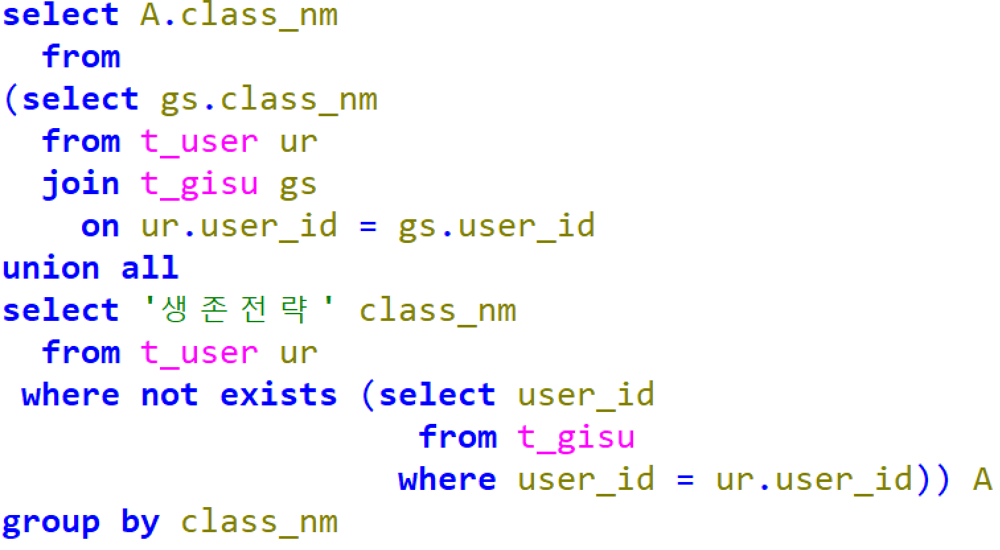 select A.class_nm
from
(select gs.class_nm
from t_user ur
join t_gisu gs
on ur.user_id = gs.user_id
union all
select '생존전략' class_nm
from t_user ur
where not exists (select user_id
from t_gisu
where user_id = ur.user_id)) A
group by class_nm